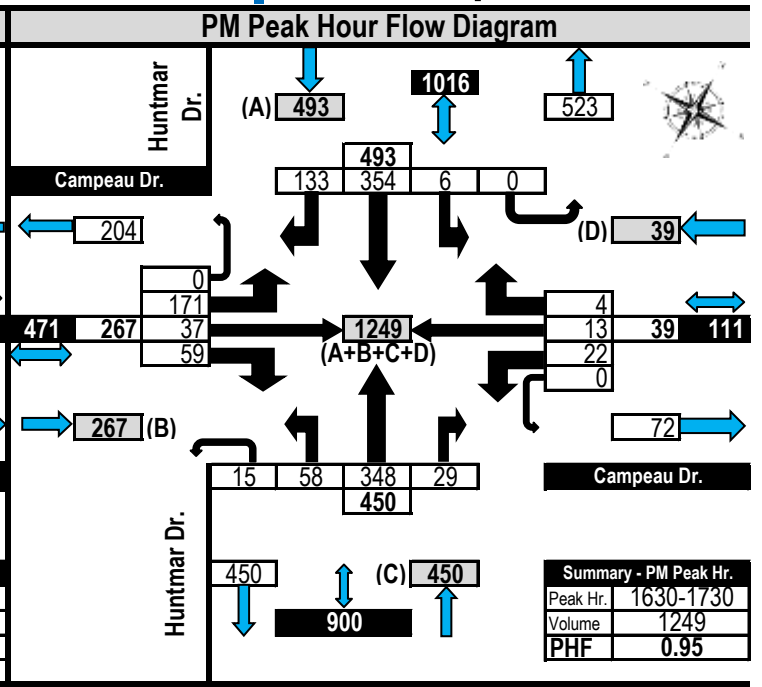 PM Peak Hour Flow Diagram
Huntmar Dr.
(A) 493
1016
523
493
Campeau Dr.
133 354 6 0
204
(D) 39
0
171
471 267 37
59
1249
(A+B+C+D)
4
13 39 111
22
0
267 (B)
72
15 58 348 29
450
Campeau Dr.
Huntmar Dr.
450
(C) 450
900
Summary - PM Peak Hr.
Peak Hr. 1630-1730
Volume 1249
PHF 0.95